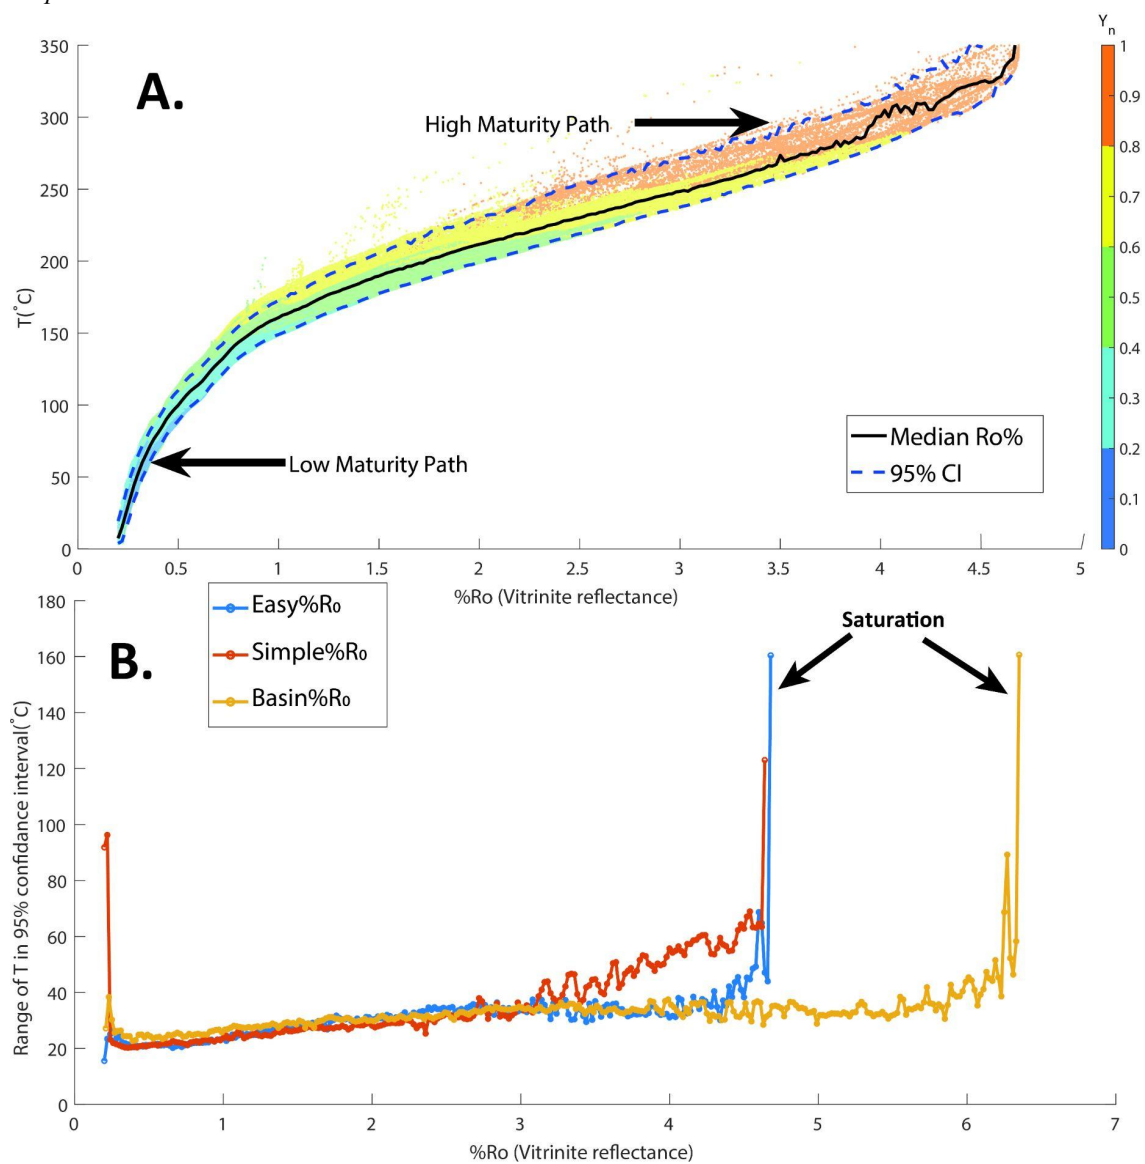 Y_n
A.
350
300
250
200
150
100
50
0
T(°C)
High Maturity Path
Low Maturity Path
Median Ro%
95% CI
1
0.9
0.8
0.7
0.6
0.5
0.4
0.3
0.2
0.1
0
0 0.5 1 1.5 2 2.5 3 3.5 4 4.5 5
%Ro (Vitrinite reflectance)
B.
Easy%R₀
Simple%R₀
Basin%R₀
Saturation
180
160
140
120
100
80
60
40
20
0
Range of T in 95% confidance interval(°C)
0 1 2 3 4 5 6 7
%Ro (Vitrinite reflectance)